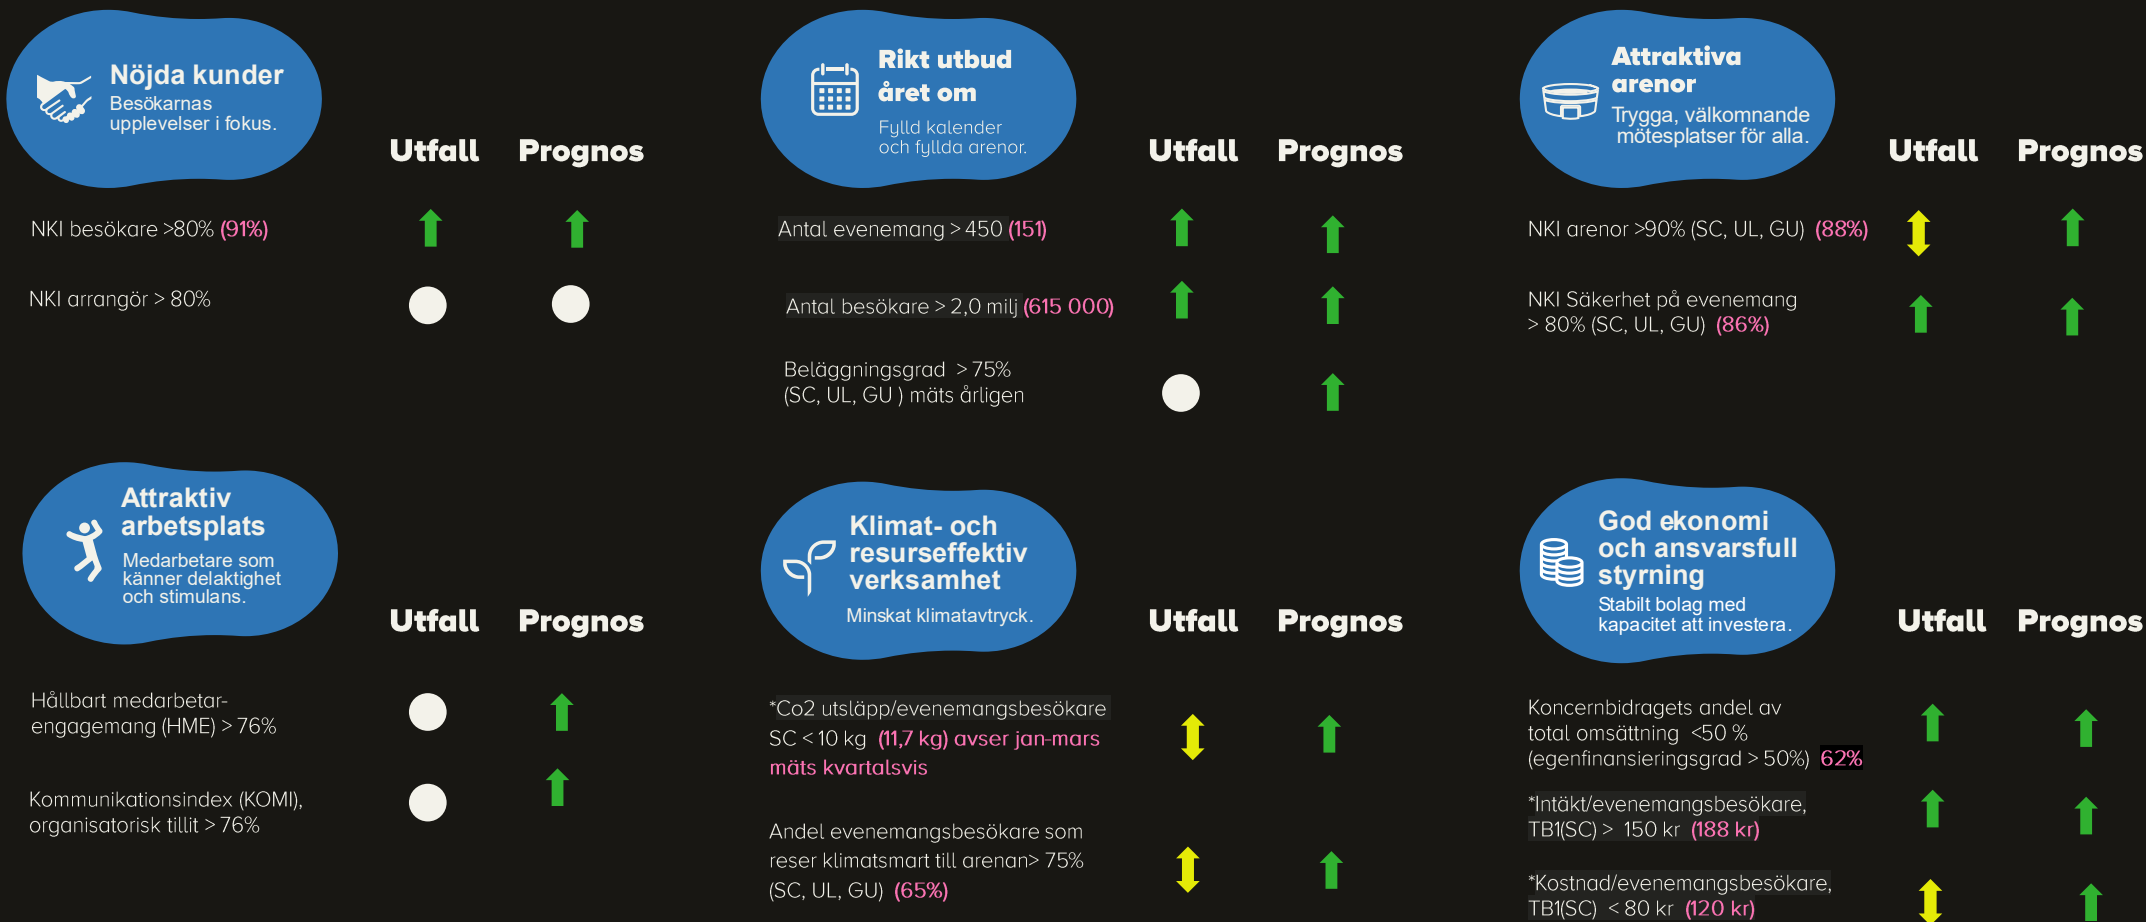 Nöjda kunder
Besökarnas
upplevelser i fokus.
Utfall Prognos
NKI besökare >80% (91%)
NKI arrangör > 80%
Rikt utbud
året om
Fylld kalender
och fyllda arenor.
Utfall Prognos
Antal evenemang > 450 (151)
Antal besökare > 2,0 milj (615 000)
Beläggningsgrad > 75%
(SC, UL, GU ) mäts årligen
Attraktiva
arenor
Trygga, välkomnande
mötesplatser för alla.
Utfall Prognos
NKI arenor >90% (SC, UL, GU) (88%)
NKI Säkerhet på evenemang
> 80% (SC, UL, GU) (86%)
Attraktiv
arbetsplats
Medarbetare som
känner delaktighet
och stimulans.
Utfall Prognos
Hållbart medarbetar-
engagemang (HME) > 76%
Kommunikationsindex (KOMI),
organisatorisk tillit > 76%
Klimat- och
resurseffektiv
verksamhet
Minskat klimatavtryck.
Utfall Prognos
*Co2 utsläpp/evenemangsbesökare
SC < 10 kg (11,7 kg) avser jan-mars
mäts kvartalsvis
Andel evenemangsbesökare som
reser klimatsmart till arenan> 75%
(SC, UL, GU) (65%)
God ekonomi
och ansvarsfull
styrning
Stabilt bolag med
kapacitet att investera.
Utfall Prognos
Koncernbidragets andel av
total omsättning <50 %
(egenfinansieringsgrad > 50%) 62%
*Intäkt/evenemangsbesökare,
TB1(SC) > 150 kr (188 kr)
*Kostnad/evenemangsbesökare,
TB1(SC) < 80 kr (120 kr)